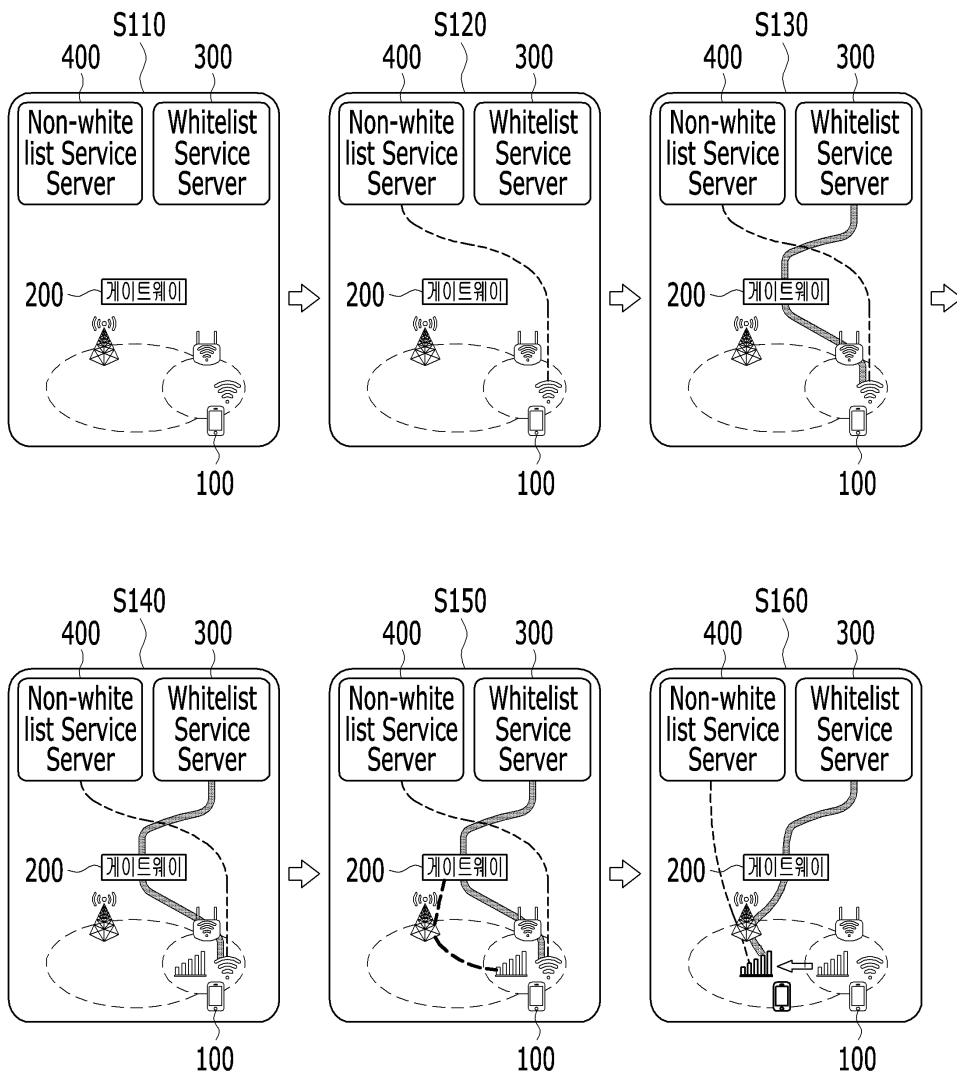 S110
400
300
Non-white
list Service
Server
Whitelist
Service
Server
200
게이트웨이
100
S120
400
300
Non-white
list Service
Server
Whitelist
Service
Server
200
게이트웨이
100
S130
400
300
Non-white
list Service
Server
Whitelist
Service
Server
200
게이트웨이
100
S140
400
300
Non-white
list Service
Server
Whitelist
Service
Server
200
게이트웨이
100
S150
400
300
Non-white
list Service
Server
Whitelist
Service
Server
200
게이트웨이
100
S160
400
300
Non-white
list Service
Server
Whitelist
Service
Server
200
게이트웨이
100